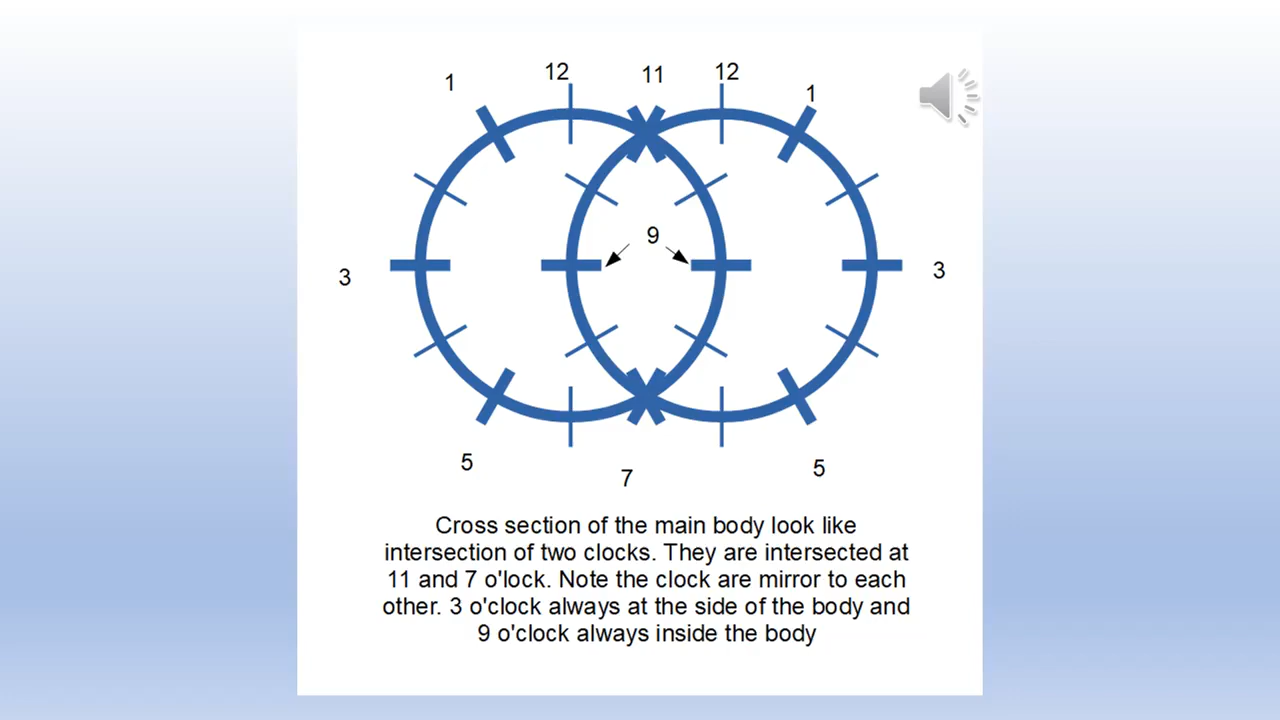 1 12 11 12 1
9
3 3
5 7 5
Cross section of the main body look like
intersection of two clocks. They are intersected at
11 and 7 o'lock. Note the clock are mirror to each
other. 3 o'clock always at the side of the body and
9 o'clock always inside the body